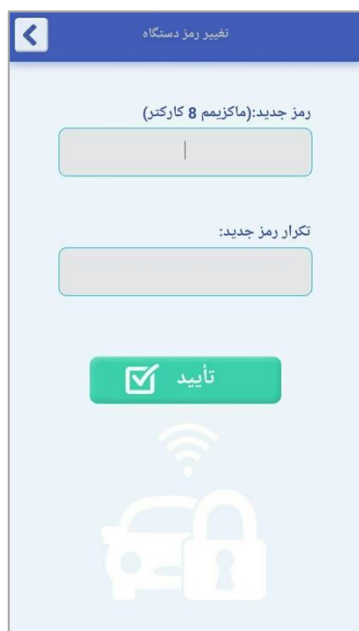 تغییر رمز دستگاه
رمز جدید:(ماکزیمم 8 کارکتر)
تکرار رمز جدید:
تأیید